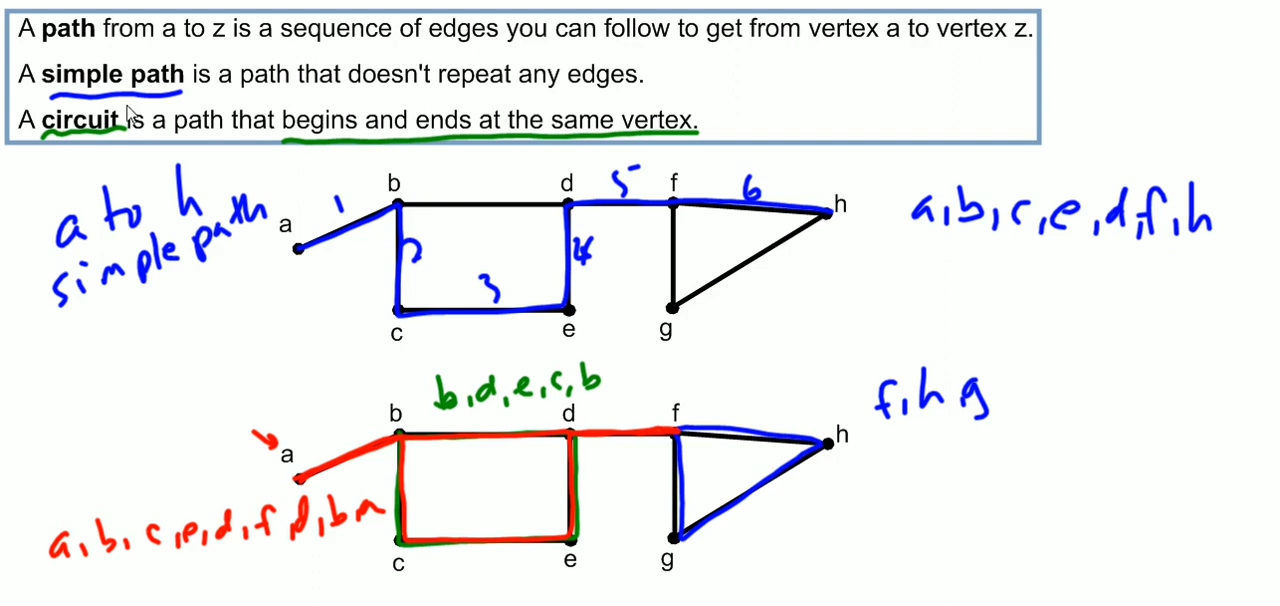 A path from a to z is a sequence of edges you can follow to get from vertex a to vertex z.
A simple path is a path that doesn't repeat any edges.
A circuit is a path that begins and ends at the same vertex.
a to h
simple path
a
b
d
f
h
c
e
g
1
2
3
4
5
6
a,b,c,e,d,f,h
b,d,e,c,b
a
b
d
f
h
c
e
g
f,h g
a,b,c,e,d,f,d,b a